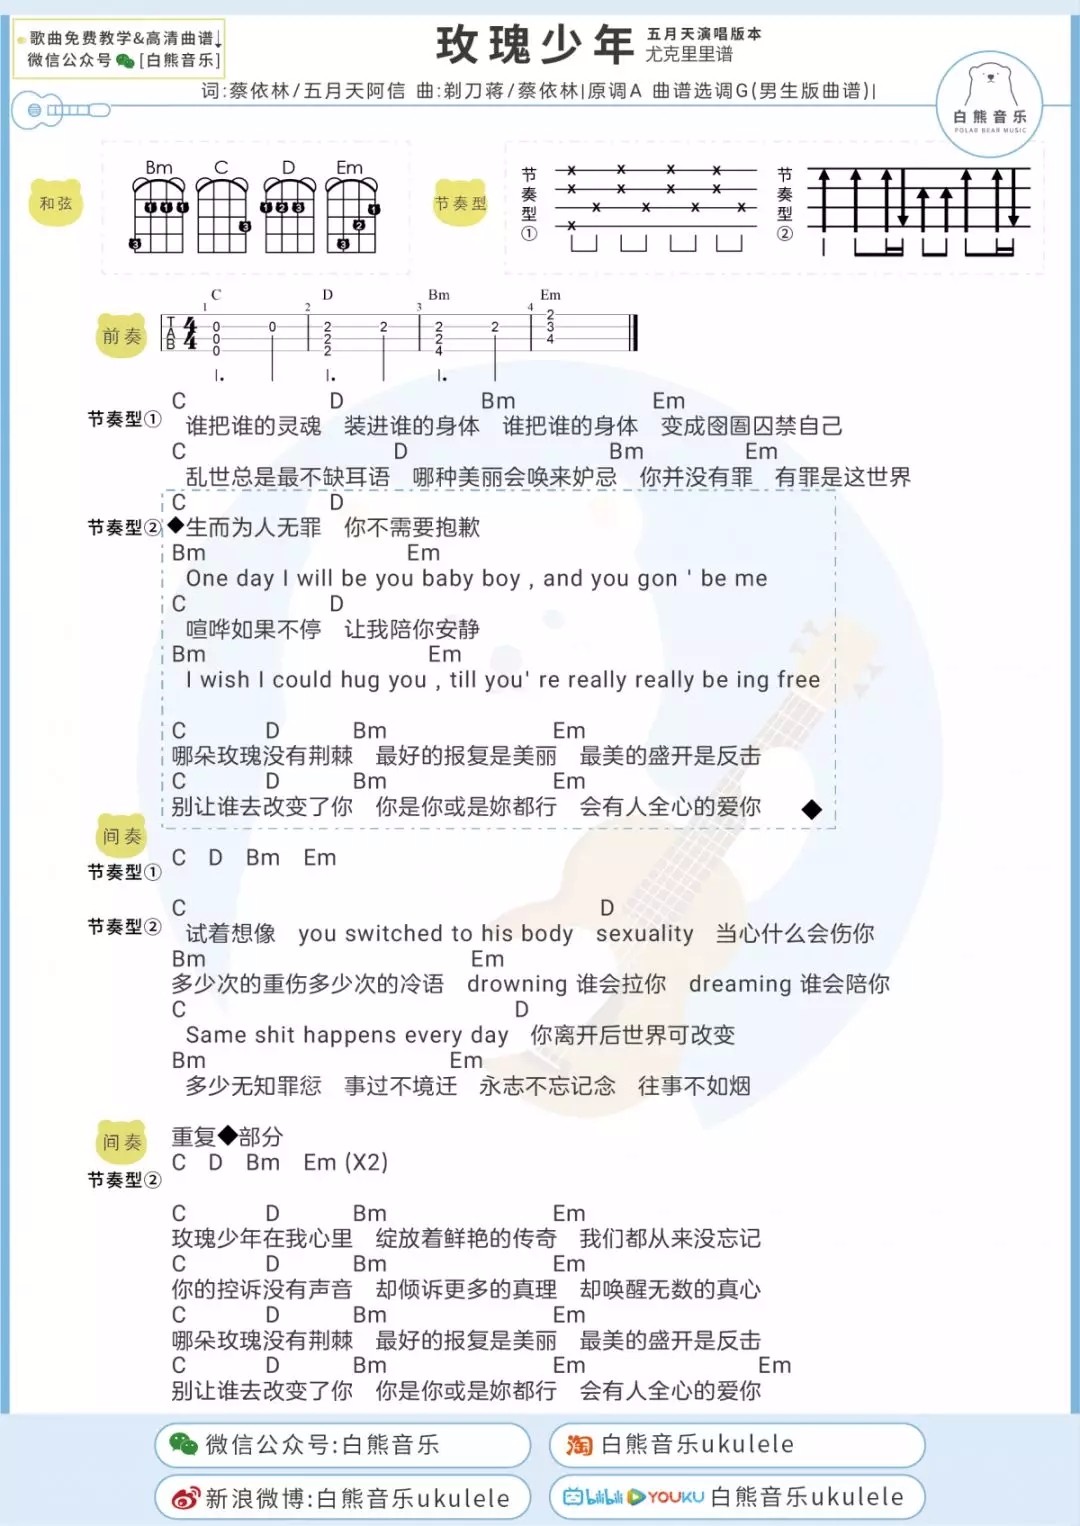 歌曲免费教学&高清曲谱↓
微信公众号 [白熊音乐]
玫瑰少年 五月天演唱版本
尤克里里谱
词:蔡依林/五月天阿信 曲:剃刀蒋/蔡依林|原调A 曲谱选调G(男生版曲谱)|
白熊音乐
POLAR BEAR MUSIC
和弦
Bm C D Em
1 1 1 3
3
1 2 3
1 2 3
节奏型
节奏型①
x x x x
x x x x
x x x x
x
节奏型②
前奏
C D Bm Em
1 2 3 4
TAB 4/4
0 0 0 0
2 2 2 2
2 2 4 2
2 3 4
节奏型①
C D Bm Em
谁把谁的灵魂 装进谁的身体 谁把谁的身体 变成囹圄囚禁自己
C D Bm Em
乱世总是最不缺耳语 哪种美丽会唤来妒忌 你并没有罪 有罪是这世界
C D
节奏型② ◆生而为人无罪 你不需要抱歉
Bm Em
One day I will be you baby boy , and you gon ' be me
C D
喧哗如果不停 让我陪你安静
Bm Em
I wish I could hug you , till you' re really really be ing free
C D Bm Em
哪朵玫瑰没有荆棘 最好的报复是美丽 最美的盛开是反击
C D Bm Em
别让谁去改变了你 你是你或是妳都行 会有人全心的爱你 ◆
间奏
节奏型① C D Bm Em
C D
节奏型② 试着想像 you switched to his body sexuality 当心什么会伤你
Bm Em
多少次的重伤多少次的冷语 drowning 谁会拉你 dreaming 谁会陪你
C D
Same shit happens every day 你离开后世界可改变
Bm Em
多少无知罪愆 事过不境迁 永志不忘记念 往事不如烟
重复◆部分
间奏
节奏型② C D Bm Em (X2)
C D Bm Em
玫瑰少年在我心里 绽放着鲜艳的传奇 我们都从来没忘记
C D Bm Em
你的控诉没有声音 却倾诉更多的真理 却唤醒无数的真心
C D Bm Em
哪朵玫瑰没有荆棘 最好的报复是美丽 最美的盛开是反击
C D Bm Em Em
别让谁去改变了你 你是你或是妳都行 会有人全心的爱你
微信公众号:白熊音乐
淘 白熊音乐ukulele
新浪微博:白熊音乐ukulele
bilibili YOUKU 白熊音乐ukulele